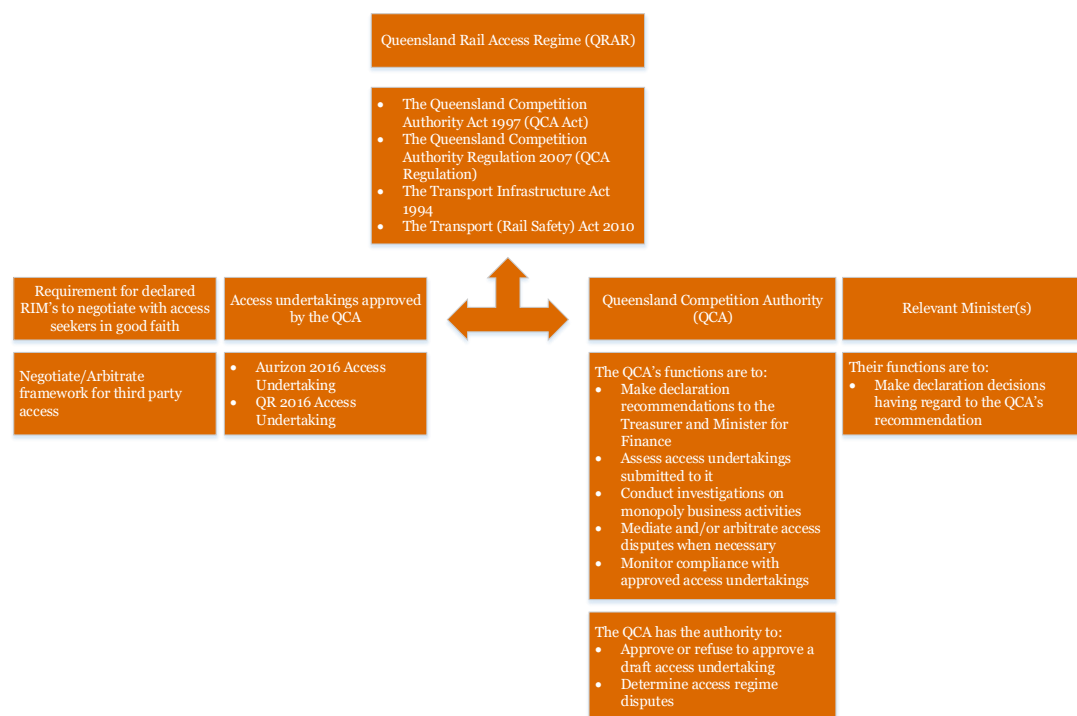 Queensland Rail Access Regime (QRAR)
• The Queensland Competition
Authority Act 1997 (QCA Act)
• The Queensland Competition
Authority Regulation 2007 (QCA
Regulation)
• The Transport Infrastructure Act
1994
• The Transport (Rail Safety) Act 2010
Requirement for declared
RIM's to negotiate with access
seekers in good faith
Negotiate/Arbitrate
framework for third party
access
Access undertakings approved
by the QCA
• Aurizon 2016 Access
Undertaking
• QR 2016 Access
Undertaking
Queensland Competition Authority
(QCA)
The QCA's functions are to:
• Make declaration
recommendations to the
Treasurer and Minister for
Finance
• Assess access undertakings
submitted to it
• Conduct investigations on
monopoly business activities
• Mediate and/or arbitrate access
disputes when necessary
• Monitor compliance with
approved access undertakings
The QCA has the authority to:
• Approve or refuse to approve a
draft access undertaking
• Determine access regime
disputes
Relevant Minister(s)
Their functions are to:
• Make declaration decisions
having regard to the QCA's
recommendation